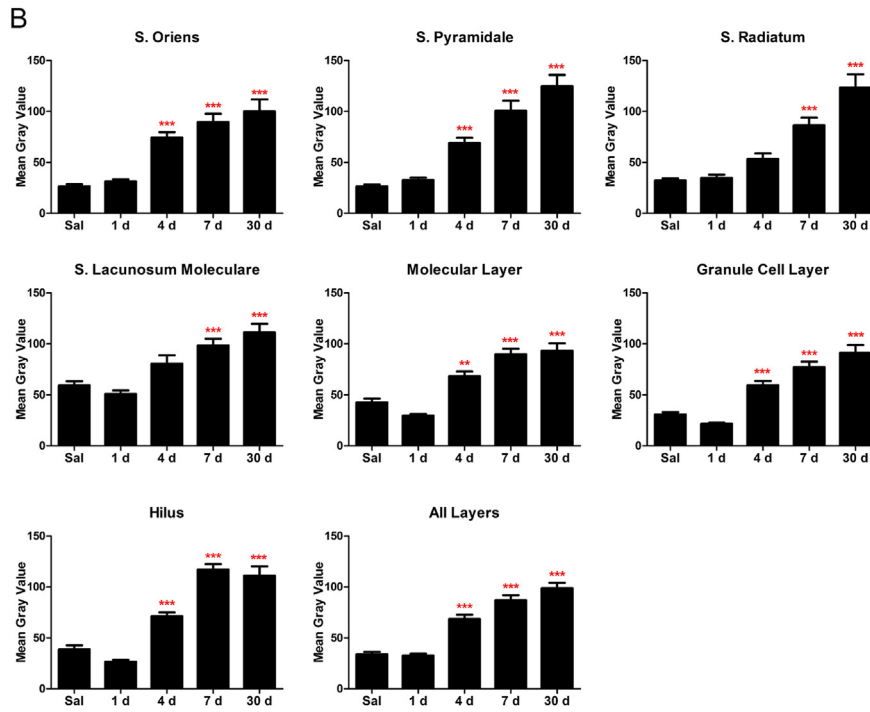 B
S. Oriens
S. Pyramidale
S. Radiatum
Mean Gray Value
150
100
50
0
*** *** ***
Sal 1 d 4 d 7 d 30 d
Mean Gray Value
150
100
50
0
*** *** ***
Sal 1 d 4 d 7 d 30 d
Mean Gray Value
150
100
50
0
*** ***
Sal 1 d 4 d 7 d 30 d
S. Lacunosum Moleculare
Molecular Layer
Granule Cell Layer
Mean Gray Value
150
100
50
0
*** ***
Sal 1 d 4 d 7 d 30 d
Mean Gray Value
150
100
50
0
** *** ***
Sal 1 d 4 d 7 d 30 d
Mean Gray Value
150
100
50
0
*** *** ***
Sal 1 d 4 d 7 d 30 d
Hilus
All Layers
Mean Gray Value
150
100
50
0
*** *** ***
Sal 1 d 4 d 7 d 30 d
Mean Gray Value
150
100
50
0
*** *** ***
Sal 1 d 4 d 7 d 30 d